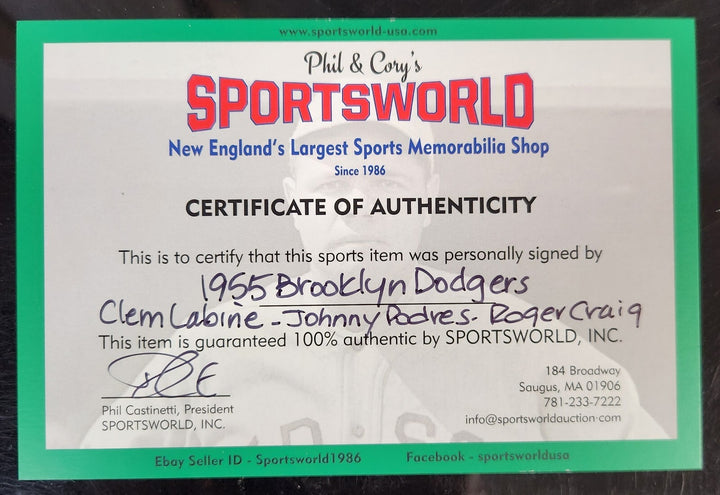 www.sportsworld-usa.com
Phil & Cory's
SPORTSWORLD
New England's Largest Sports Memorabilia Shop
Since 1986
CERTIFICATE OF AUTHENTICITY
This is to certify that this sports item was personally signed by
1955 Brooklyn Dodgers
Clem Labine - Johnny Podres - Roger Craig
This item is guaranteed 100% authentic by SPORTSWORLD, INC.
Phil Castinetti, President
SPORTSWORLD, INC.
184 Broadway
Saugus, MA 01906
781-233-7222
info@sportsworldauction.com
Ebay Seller ID - Sportsworld1986
Facebook - sportsworldusa